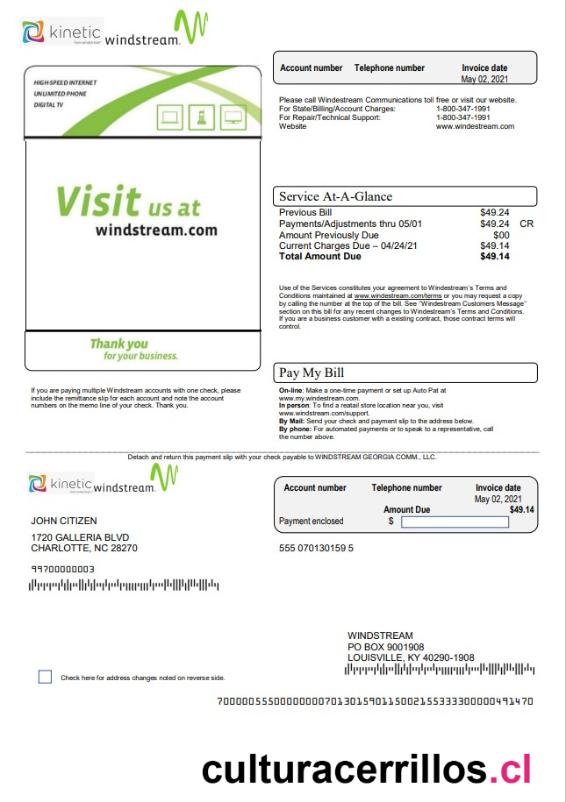 kinetic windstream.
HIGH-SPEED INTERNET
UNLIMITED PHONE
DIGITAL TV
Visit us at
windstream.com
Thank you
for your business.
If you are paying multiple Windstream accounts with one check, please
include the remittance slip for each account and note the account
numbers on the memo line of your check. Thank you.
Account number Telephone number Invoice date
May 02, 2021
Please call Windestream Communications toll free or visit our website.
For State/Billing/Account Charges: 1-800-347-1991
For Repair/Technical Support: 1-800-347-1991
Website www.windestream.com
Service At-A-Glance
Previous Bill $49.24
Payments/Adjustments thru 05/01 $49.24 CR
Amount Previously Due $00
Current Charges Due – 04/24/21 $49.14
Total Amount Due $49.14
Use of the Services constitutes your agreement to Windestream's Terms and
Conditions maintained at www.windestream.com/terms or you may request a copy
by calling the number at the top of the bill. See "Windestream Customers Message"
section on this bill for any recent changes to Windestream's Terms and Conditions.
If you are a business customer with a existing contract, those contract terms will
control.
Pay My Bill
On-line: Make a one-time payment or set up Auto Pat at
www.my.windestream.com.
In person: To find a reatail store location near you, visit
www.windestream.com/support.
By Mail: Send your check and payment slip to the address below.
By phone: For automated payments or to speak to a representative, call
the number above.
Detach and return this payment slip with your check payable to WINDSTREAM GEORGIA COMM., LLC.
kinetic windstream.
Account number Telephone number Invoice date
May 02, 2021
Amount Due $49.14
Payment enclosed $
JOHN CITIZEN
1720 GALLERIA BLVD
CHARLOTTE, NC 28270
555 070130159 5
99700000003
WINDSTREAM
PO BOX 9001908
LOUISVILLE, KY 40290-1908
Check here for address changes noted on reverse side.
culturacerrillos.cl